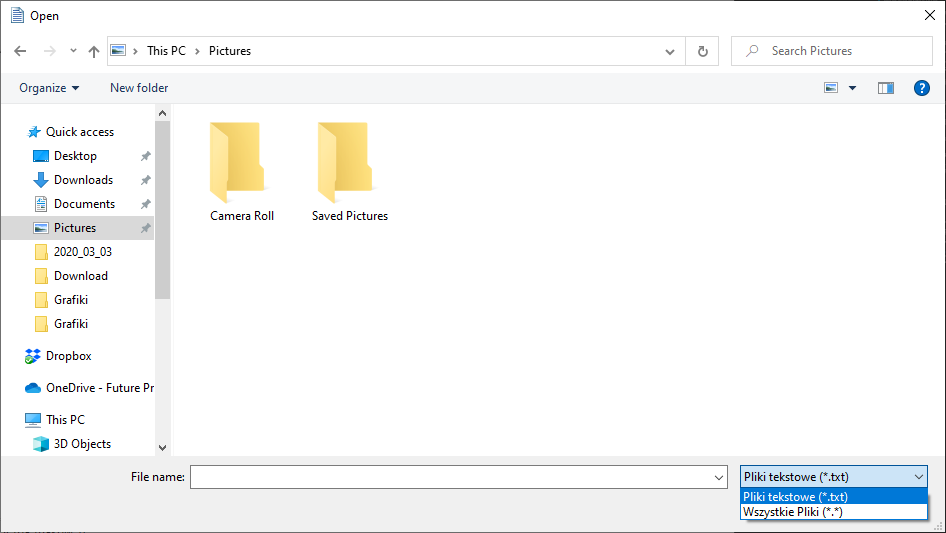 Open
This PC
Pictures
Search Pictures
Organize
New folder
?
Quick access
Desktop
Downloads
Documents
Pictures
2020_03_03
Download
Grafiki
Grafiki
Dropbox
OneDrive - Future Pr
This PC
3D Objects
Camera Roll
Saved Pictures
File name:
Pliki tekstowe (*.txt)
Pliki tekstowe (*.txt)
Wszystkie Pliki (*.*)